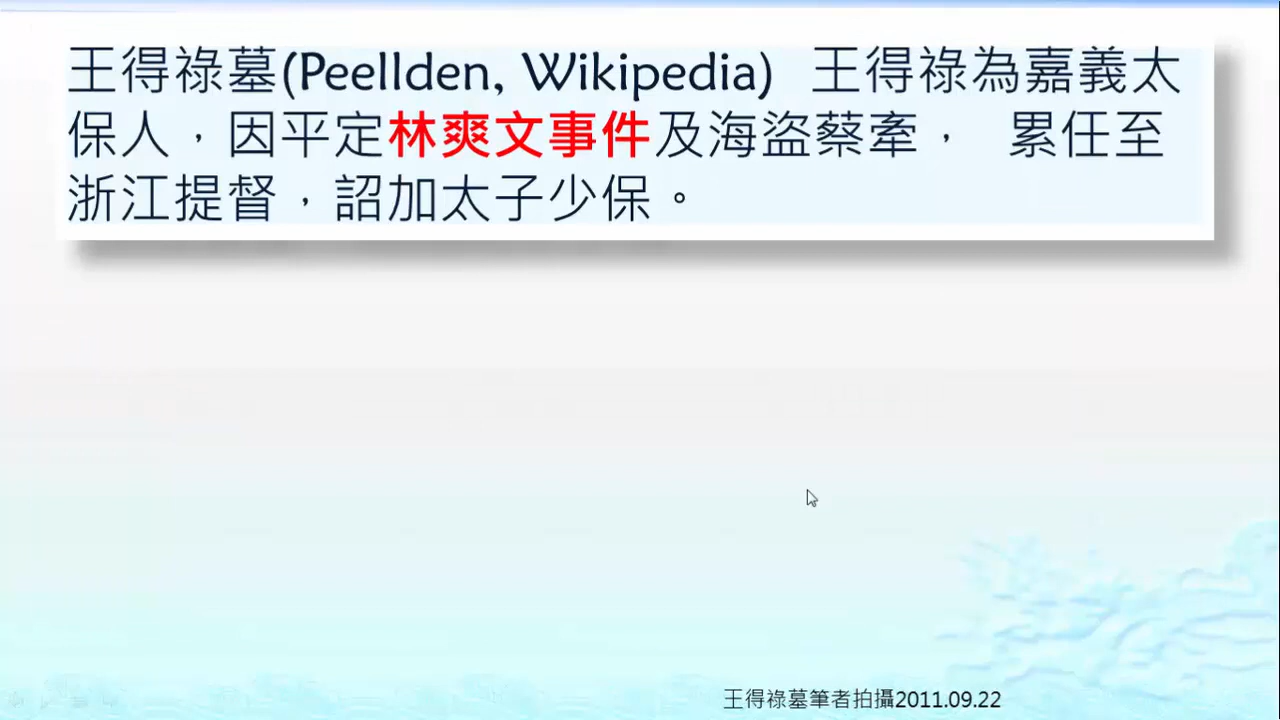 王得祿墓(Peellden, Wikipedia) 王得祿為嘉義太
保人，因平定林爽文事件及海盜蔡牽， 累任至
浙江提督，詔加太子少保。
王得祿墓筆者拍攝2011.09.22